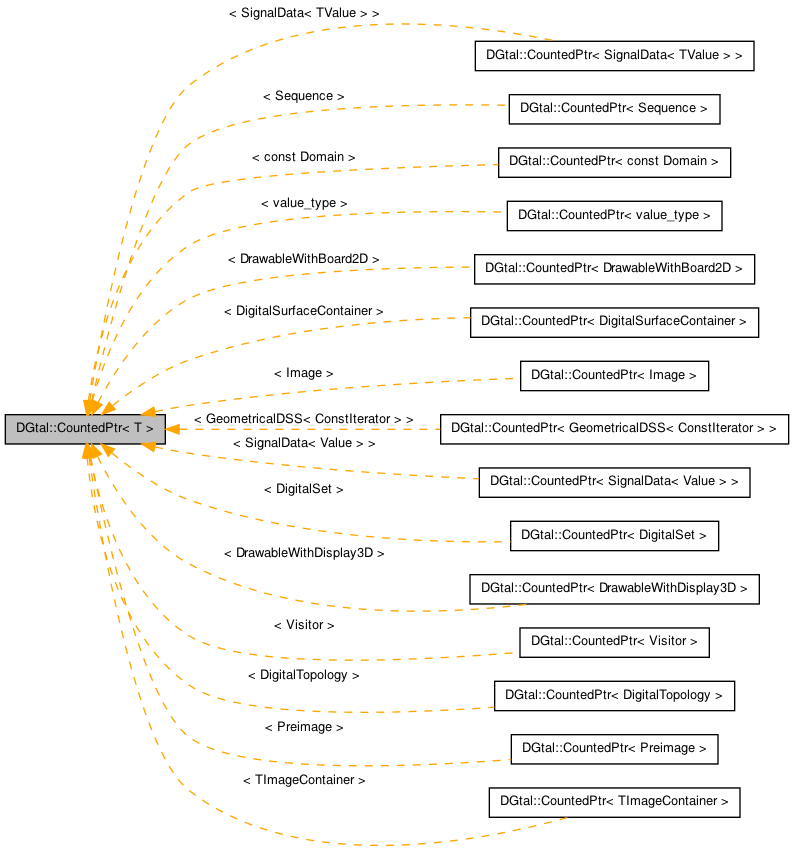 < SignalData< TValue > >
DGtal::CountedPtr< SignalData< TValue > >
< Sequence >
DGtal::CountedPtr< Sequence >
< const Domain >
DGtal::CountedPtr< const Domain >
< value_type >
DGtal::CountedPtr< value_type >
< DrawableWithBoard2D >
DGtal::CountedPtr< DrawableWithBoard2D >
< DigitalSurfaceContainer >
DGtal::CountedPtr< DigitalSurfaceContainer >
< Image >
DGtal::CountedPtr< Image >
DGtal::CountedPtr< T >
< GeometricalDSS< ConstIterator > >
DGtal::CountedPtr< GeometricalDSS< ConstIterator > >
< SignalData< Value > >
DGtal::CountedPtr< SignalData< Value > >
< DigitalSet >
DGtal::CountedPtr< DigitalSet >
< DrawableWithDisplay3D >
DGtal::CountedPtr< DrawableWithDisplay3D >
< Visitor >
DGtal::CountedPtr< Visitor >
< DigitalTopology >
DGtal::CountedPtr< DigitalTopology >
< Preimage >
DGtal::CountedPtr< Preimage >
< TImageContainer >
DGtal::CountedPtr< TImageContainer >